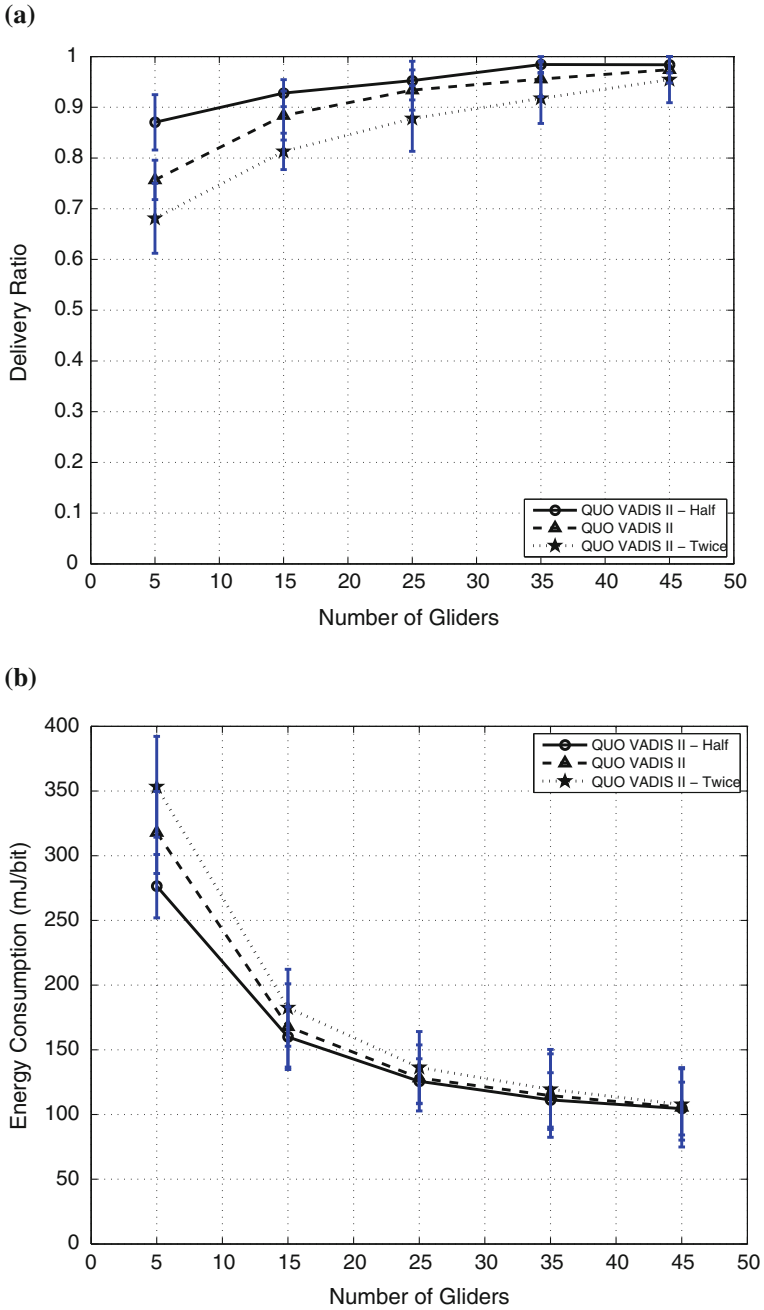 (a)
1
0.9
0.8
0.7
0.6
0.5
0.4
0.3
0.2
0.1
0
Delivery Ratio
QUO VADIS II – Half
QUO VADIS II
QUO VADIS II – Twice
0 5 10 15 20 25 30 35 40 45 50
Number of Gliders
(b)
400
350
300
250
200
150
100
50
0
Energy Consumption (mJ/bit)
QUO VADIS II – Half
QUO VADIS II
QUO VADIS II – Twice
0 5 10 15 20 25 30 35 40 45 50
Number of Gliders